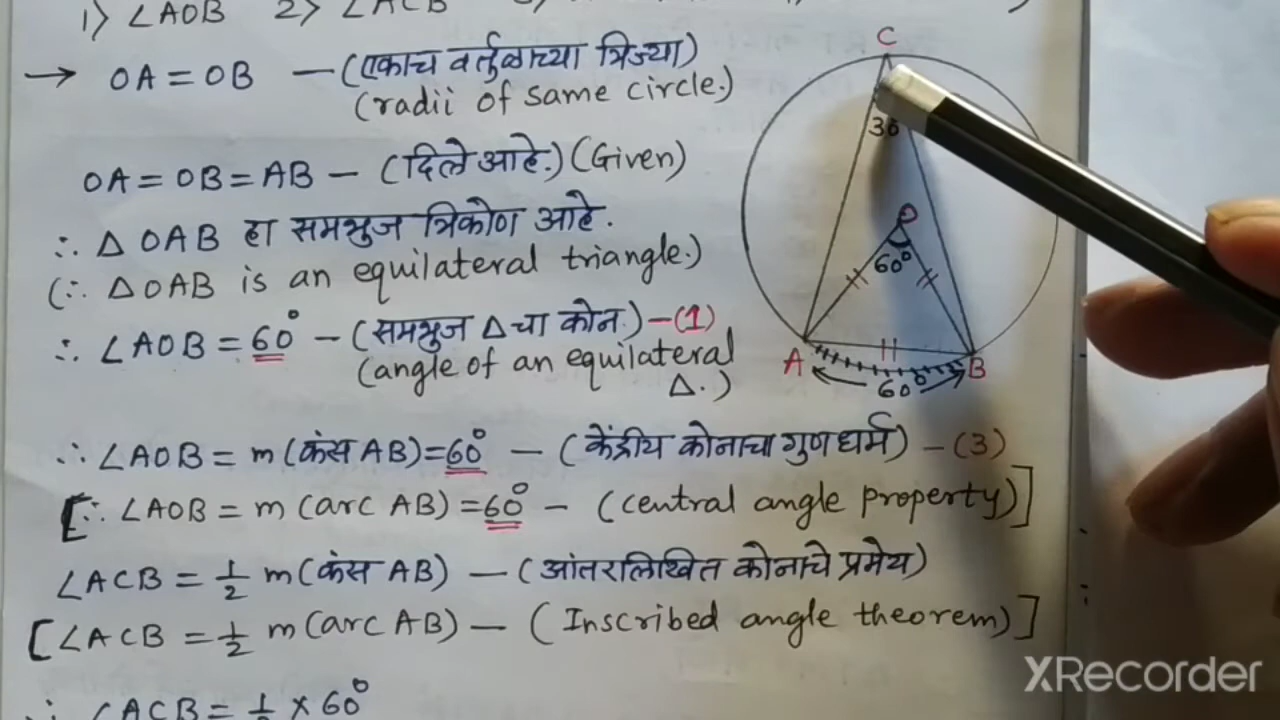 1) ∠AOB 2) ∠ACB
→ OA = OB — (एकाच वर्तुळाच्या त्रिज्या)
(radii of same circle.)
OA = OB = AB — (दिले आहे.) (Given)
∴ △OAB हा समभुज त्रिकोण आहे.
(∴ △OAB is an equilateral triangle.)
∴ ∠AOB = 60° — (समभुज △चा कोन.) — (1)
(angle of an equilateral
△.)
∴ ∠AOB = m(कंस AB) = 60° — (केंद्रीय कोनाचा गुणधर्म) — (3)
[∴ ∠AOB = m(arc AB) = 60° — (central angle property)]
∠ACB = 1/2 m(कंस AB) — (आंतरलिखित कोनाचे प्रमेय)
[∠ACB = 1/2 m(arc AB) — (Inscribed angle theorem)]
∴ ∠ACB = 1/2 × 60°
C
30
O
60°
A
B
60°
XRecorder